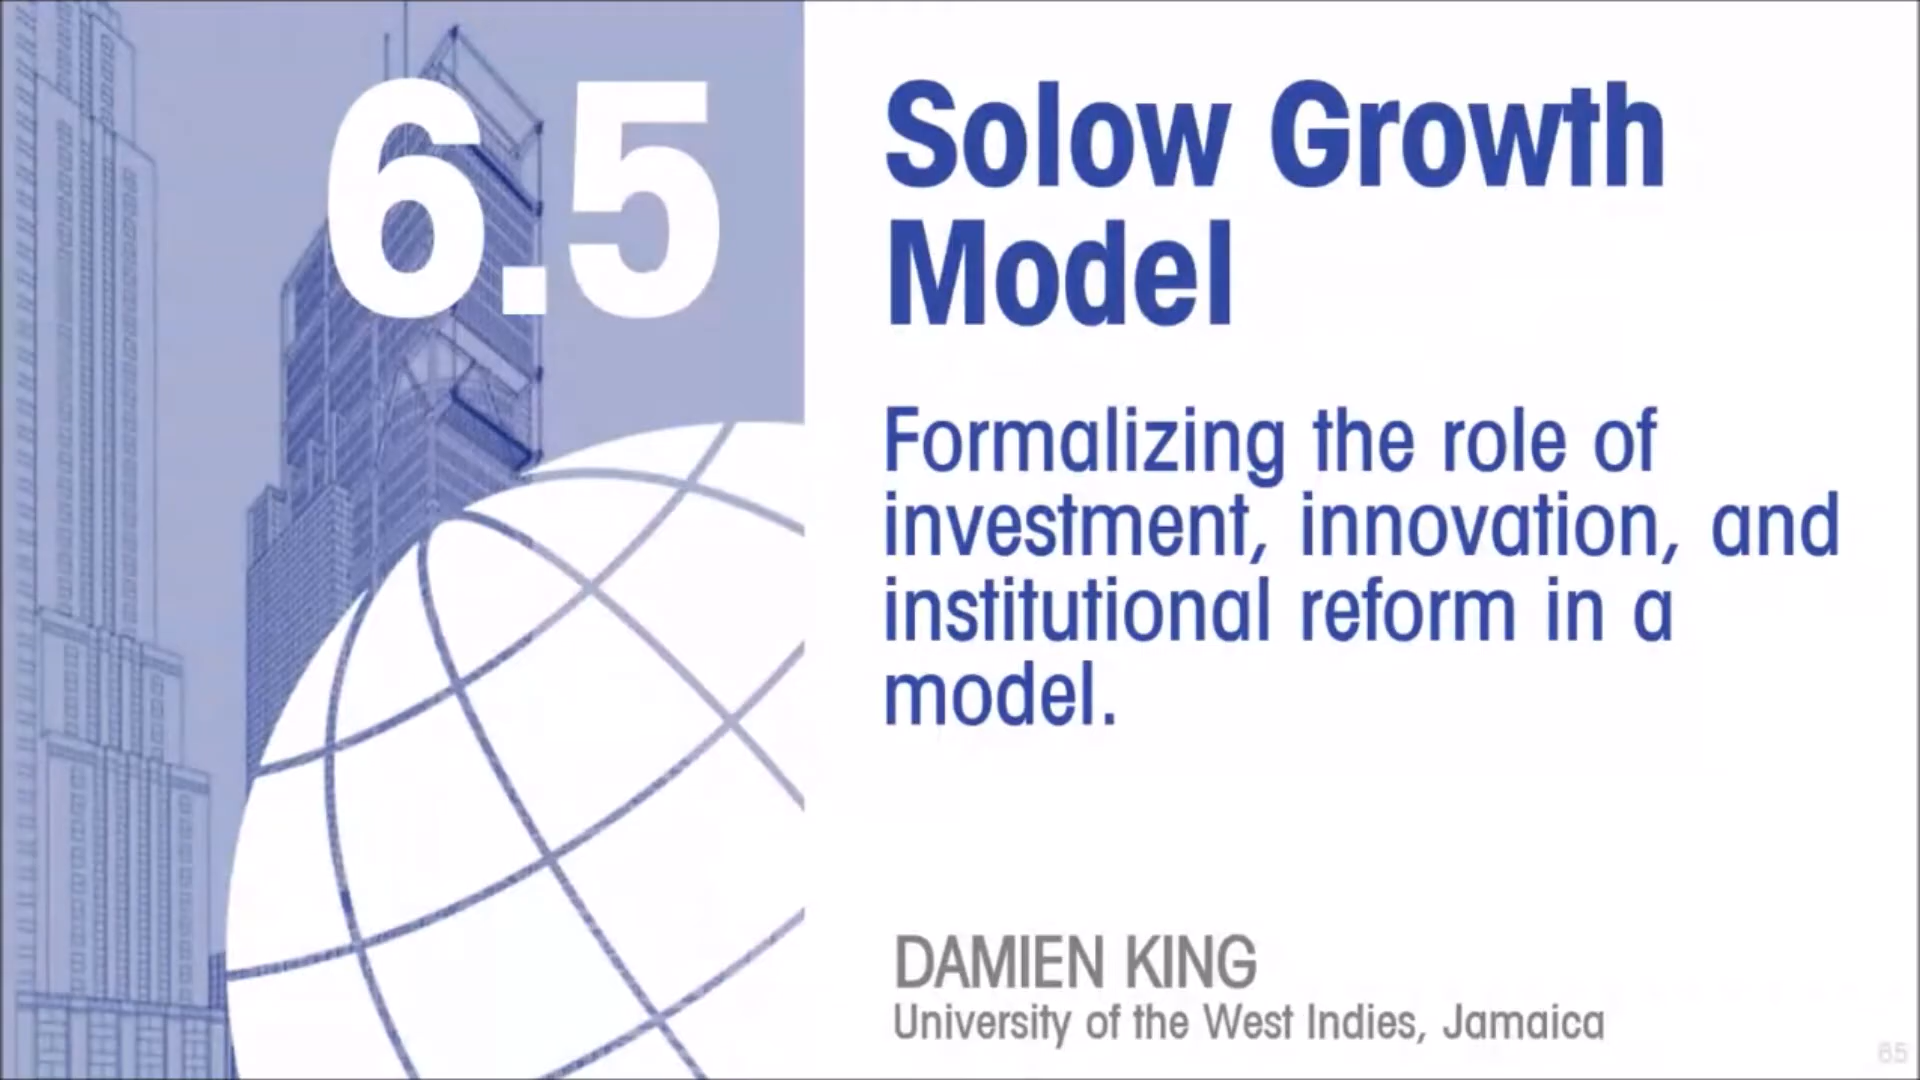 6.5
Solow Growth
Model
Formalizing the role of
investment, innovation, and
institutional reform in a
model.
DAMIEN KING
University of the West Indies, Jamaica
65